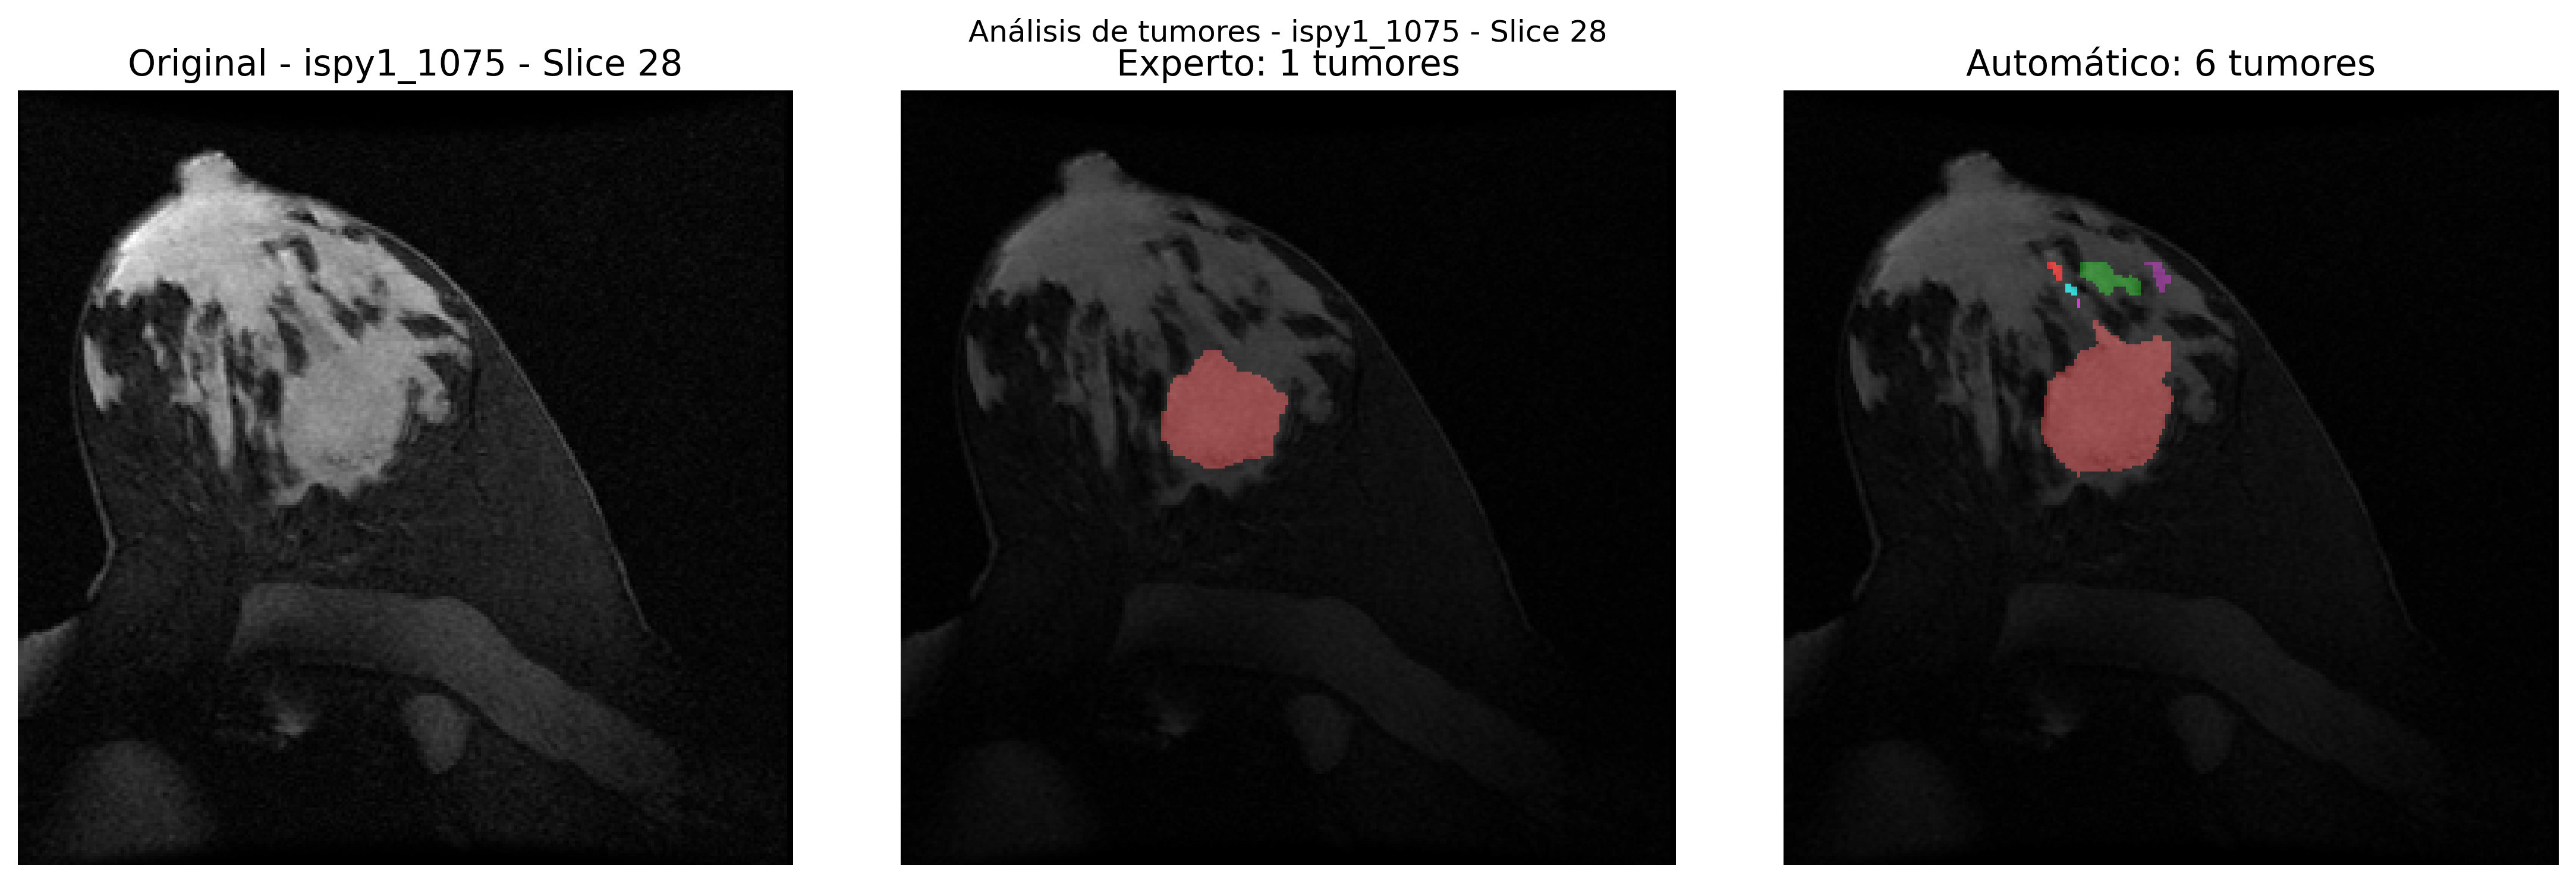 Análisis de tumores - ispy1_1075 - Slice 28
Original - ispy1_1075 - Slice 28
Experto: 1 tumores
Automático: 6 tumores